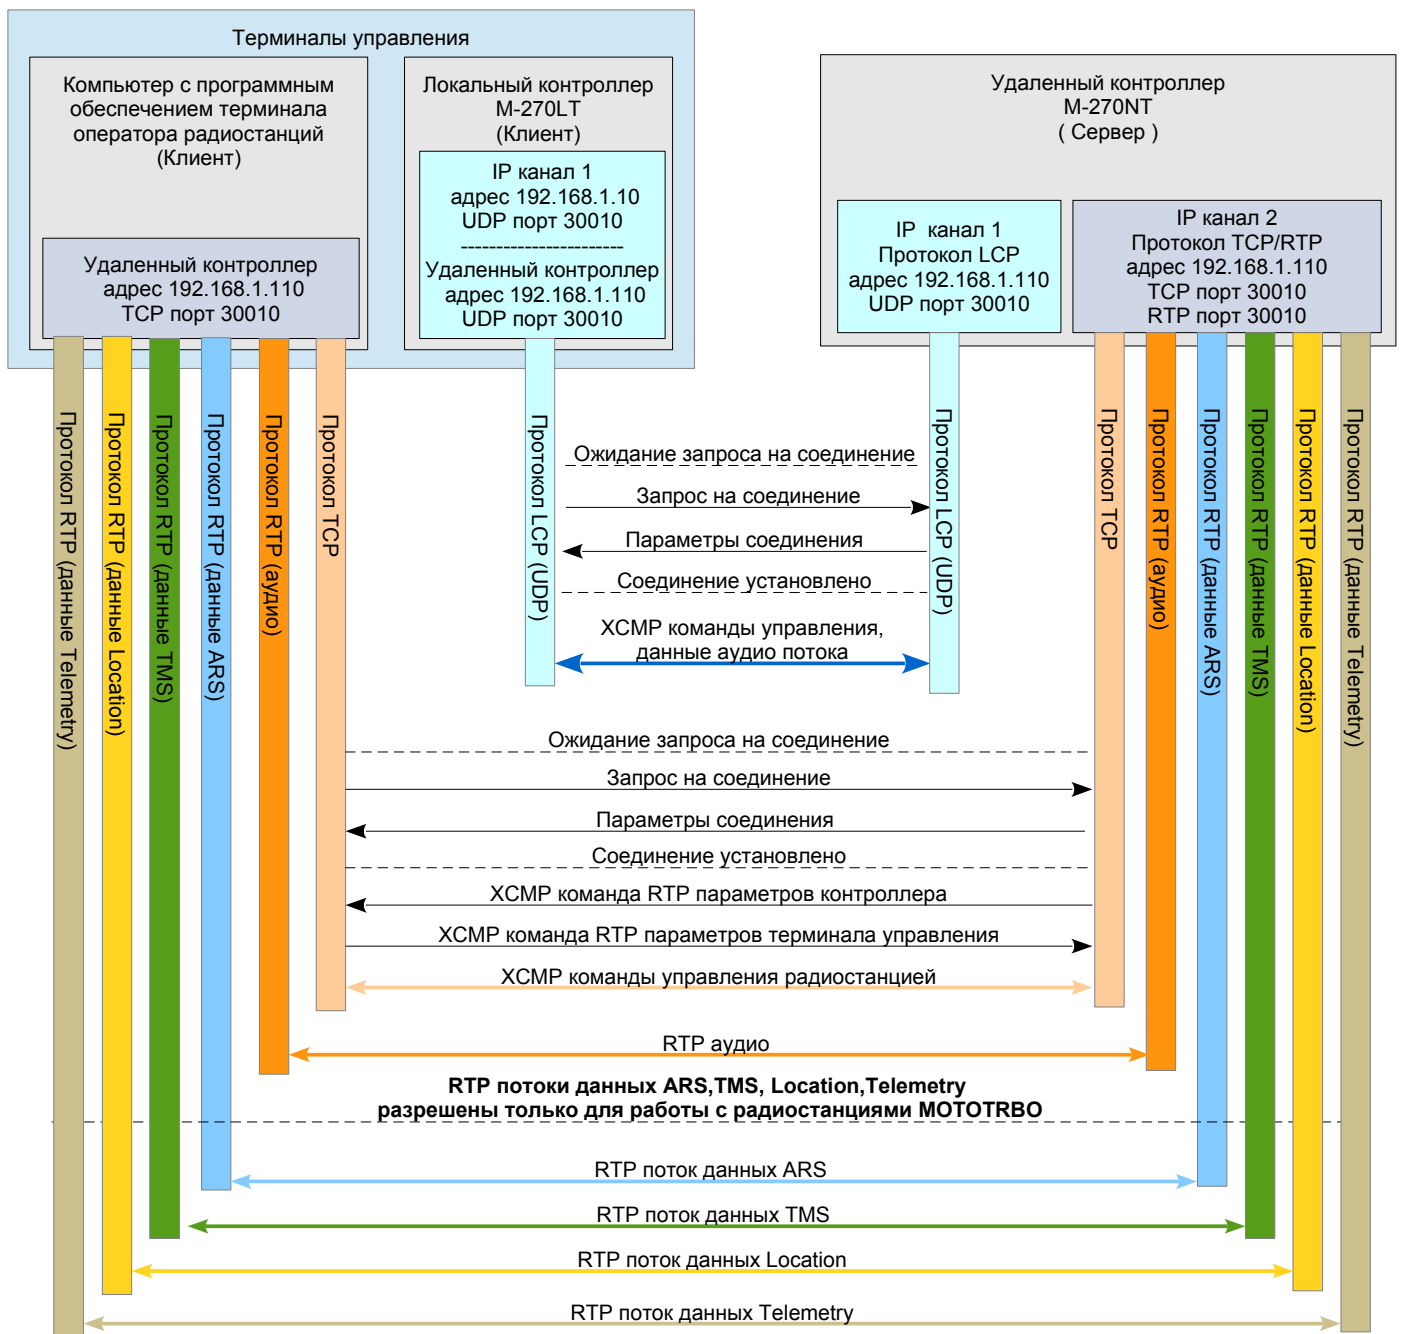 Терминалы управления
Компьютер с программным
обеспечением терминала
оператора радиостанций
(Клиент)
Удаленный контроллер
адрес 192.168.1.110
TCP порт 30010
Локальный контроллер
М-270LT
(Клиент)
IP канал 1
адрес 192.168.1.10
UDP порт 30010
-----------------------
Удаленный контроллер
адрес 192.168.1.110
UDP порт 30010
Удаленный контроллер
М-270NT
( Сервер )
IP канал 1
Протокол LCP
адрес 192.168.1.110
UDP порт 30010
IP канал 2
Протокол TCP/RTP
адрес 192.168.1.110
TCP порт 30010
RTP порт 30010
Протокол RTP (данные Telemetry)
Протокол RTP (данные Location)
Протокол RTP (данные TMS)
Протокол RTP (данные ARS)
Протокол RTP (аудио)
Протокол TCP
Протокол LCP (UDP)
Протокол LCP (UDP)
Протокол TCP
Протокол RTP (аудио)
Протокол RTP (данные ARS)
Протокол RTP (данные TMS)
Протокол RTP (данные Location)
Протокол RTP (данные Telemetry)
Ожидание запроса на соединение
Запрос на соединение
Параметры соединения
Соединение установлено
XCMP команды управления,
данные аудио потока
Ожидание запроса на соединение
Запрос на соединение
Параметры соединения
Соединение установлено
XCMP команда RTP параметров контроллера
XCMP команда RTP параметров терминала управления
XCMP команды управления радиостанцией
RTP аудио
RTP потоки данных ARS,TMS, Location,Telemetry
разрешены только для работы с радиостанциями MOTOTRBO
RTP поток данных ARS
RTP поток данных TMS
RTP поток данных Location
RTP поток данных Telemetry